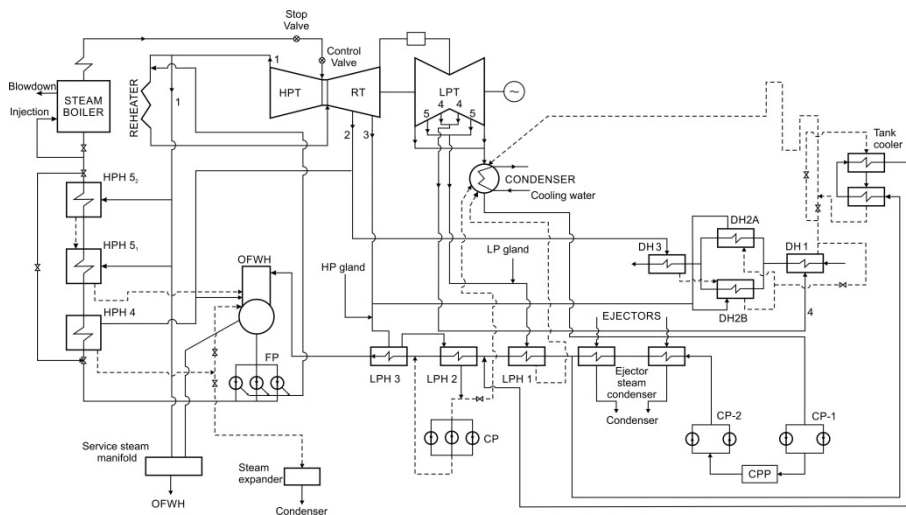 Stop
Valve
Control
Valve
Blowdown
STEAM
BOILER
Injection
REHEATER
1
1
HPT
RT
LPT
5
4
4
5
2
3
~
Tank
cooler
CONDENSER
Cooling water
HPH 5₂
HPH 5₁
HPH 4
OFWH
HP gland
LP gland
DH2A
DH 3
DH 1
DH2B
4
EJECTORS
FP
LPH 3
LPH 2
LPH 1
Ejector
steam
condenser
Condenser
CP
CP-2
CP-1
CPP
Service steam
manifold
OFWH
Steam
expander
Condenser